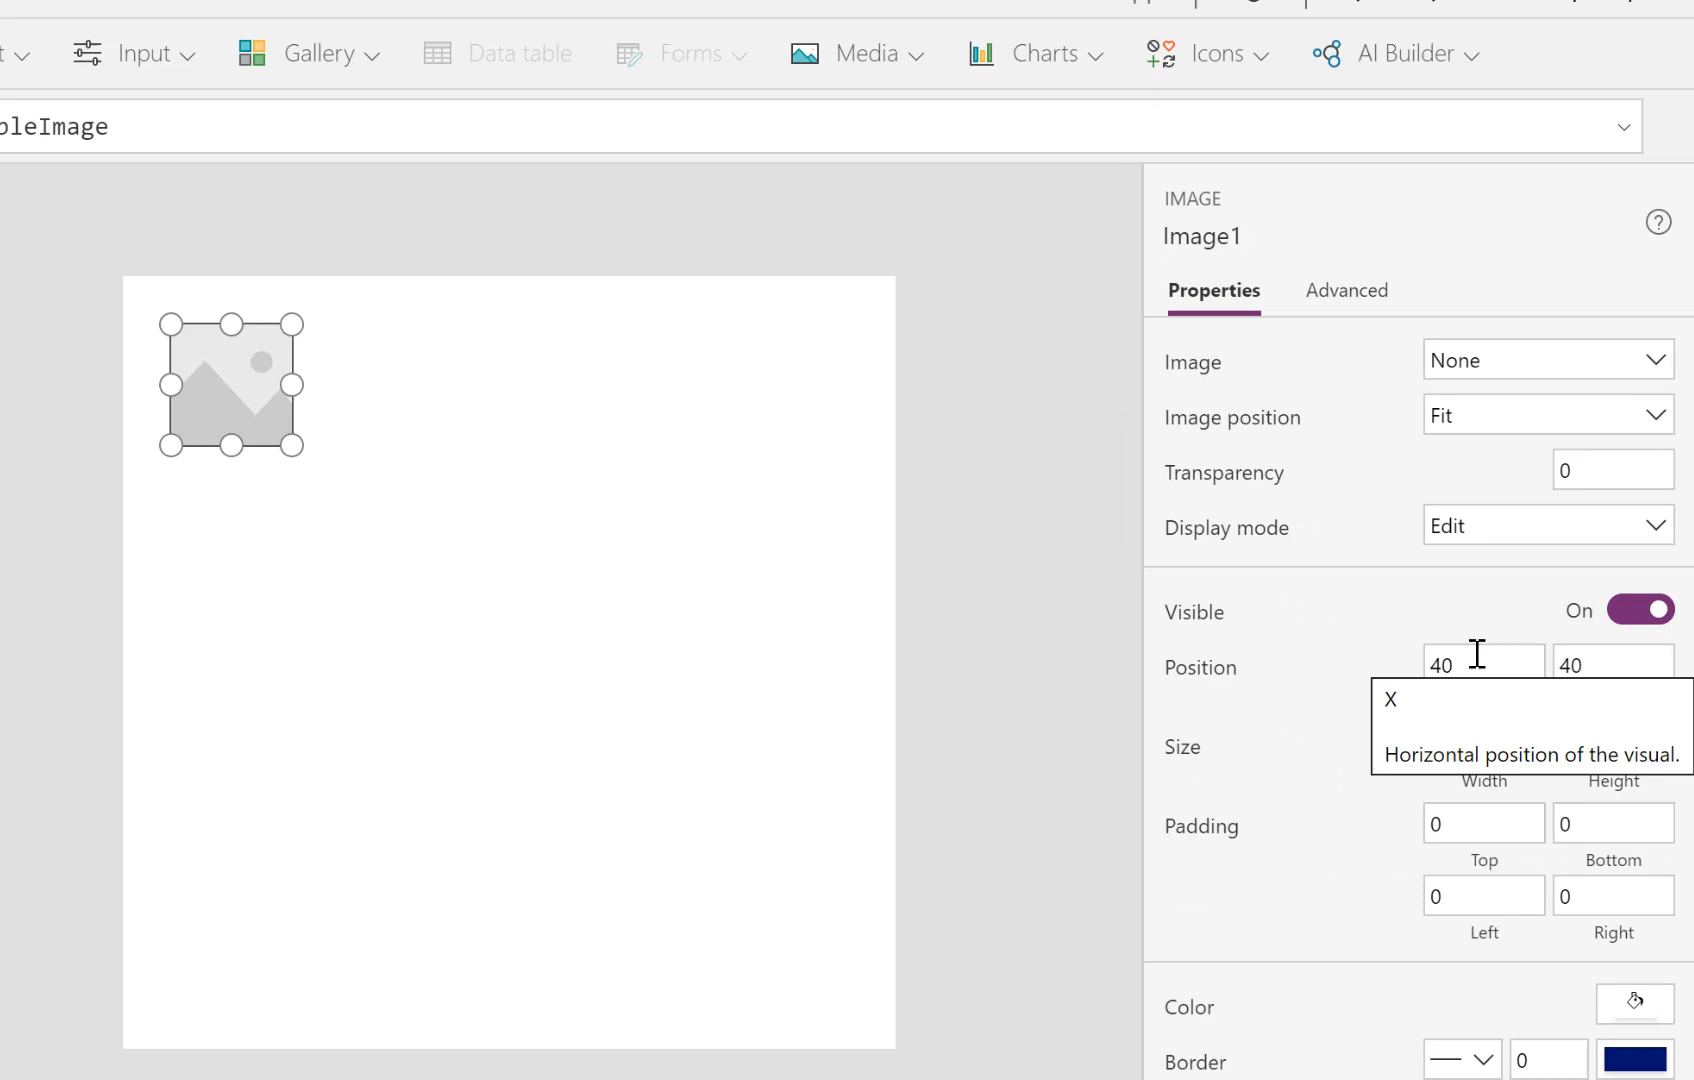 Input
Gallery
Data table
Forms
Media
Charts
Icons
AI Builder
bleImage
IMAGE
Image1
?
Properties
Advanced
Image
None
Image position
Fit
Transparency
0
Display mode
Edit
Visible
On
Position
40
40
X
Horizontal position of the visual.
Size
Width
Height
Padding
0
0
Top
Bottom
0
0
Left
Right
Color
Border
0